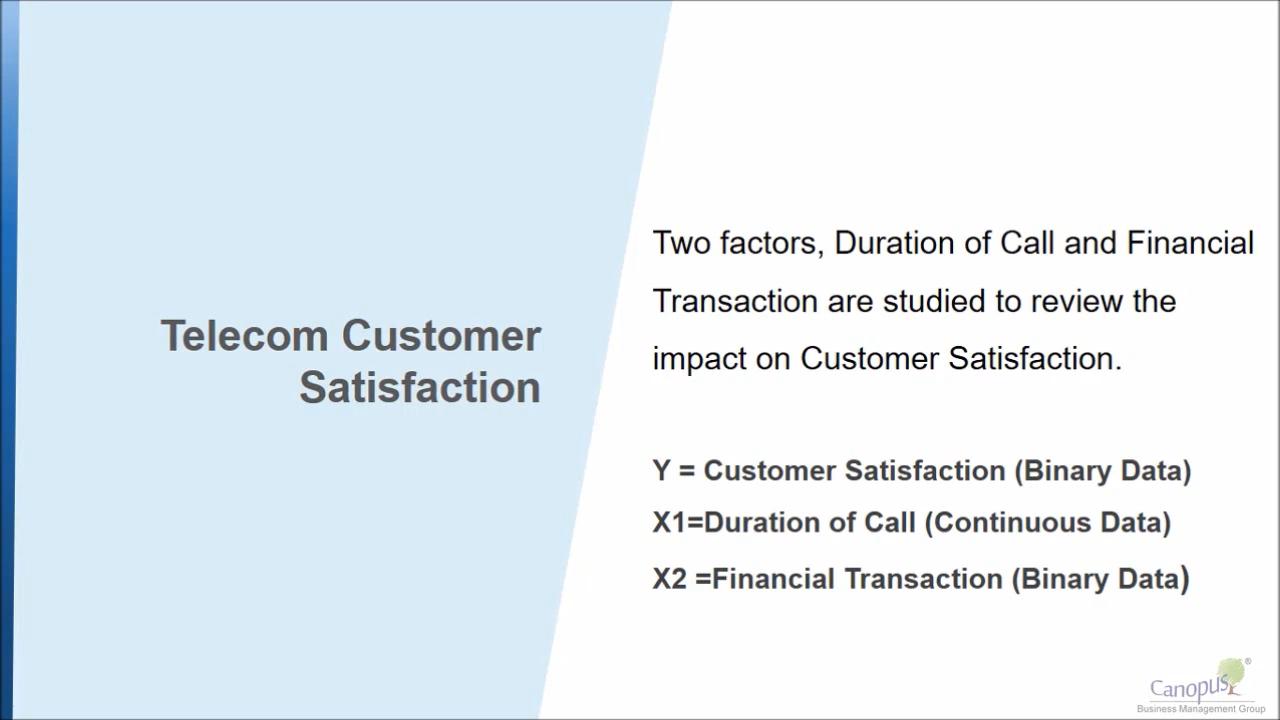 Telecom Customer
Satisfaction
Two factors, Duration of Call and Financial
Transaction are studied to review the
impact on Customer Satisfaction.
Y = Customer Satisfaction (Binary Data)
X1=Duration of Call (Continuous Data)
X2 =Financial Transaction (Binary Data)
Canopus®
Business Management Group